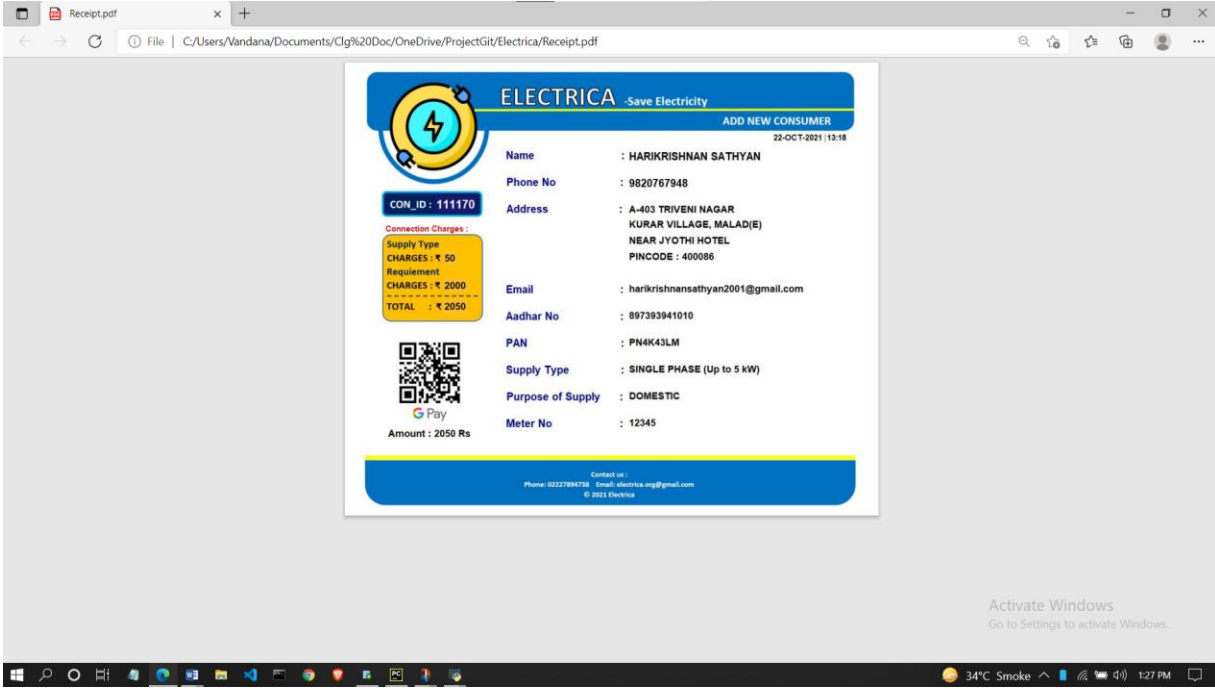 Receipt.pdf
File | C:/Users/Vandana/Documents/Clg%20Doc/OneDrive/ProjectGit/Electrica/Receipt.pdf
ELECTRICA -Save Electricity
ADD NEW CONSUMER
22-OCT-2021 | 13:18
CON_ID : 111170
Connection Charges :
Supply Type
CHARGES : ₹ 50
Requiement
CHARGES : ₹ 2000
TOTAL : ₹ 2050
G Pay
Amount : 2050 Rs
Name : HARIKRISHNAN SATHYAN
Phone No : 9820767948
Address : A-403 TRIVENI NAGAR
KURAR VILLAGE, MALAD(E)
NEAR JYOTHI HOTEL
PINCODE : 400086
Email : harikrishnansathyan2001@gmail.com
Aadhar No : 897393941010
PAN : PN4K43LM
Supply Type : SINGLE PHASE (Up to 5 kW)
Purpose of Supply : DOMESTIC
Meter No : 12345
Contact us :
Phone: 02227894738 Email: electrica.org@gmail.com
© 2021 Electrica
Activate Windows
Go to Settings to activate Windows.
34°C Smoke 1:27 PM